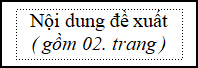 Nội dung đề xuất
( gồm 02. trang )